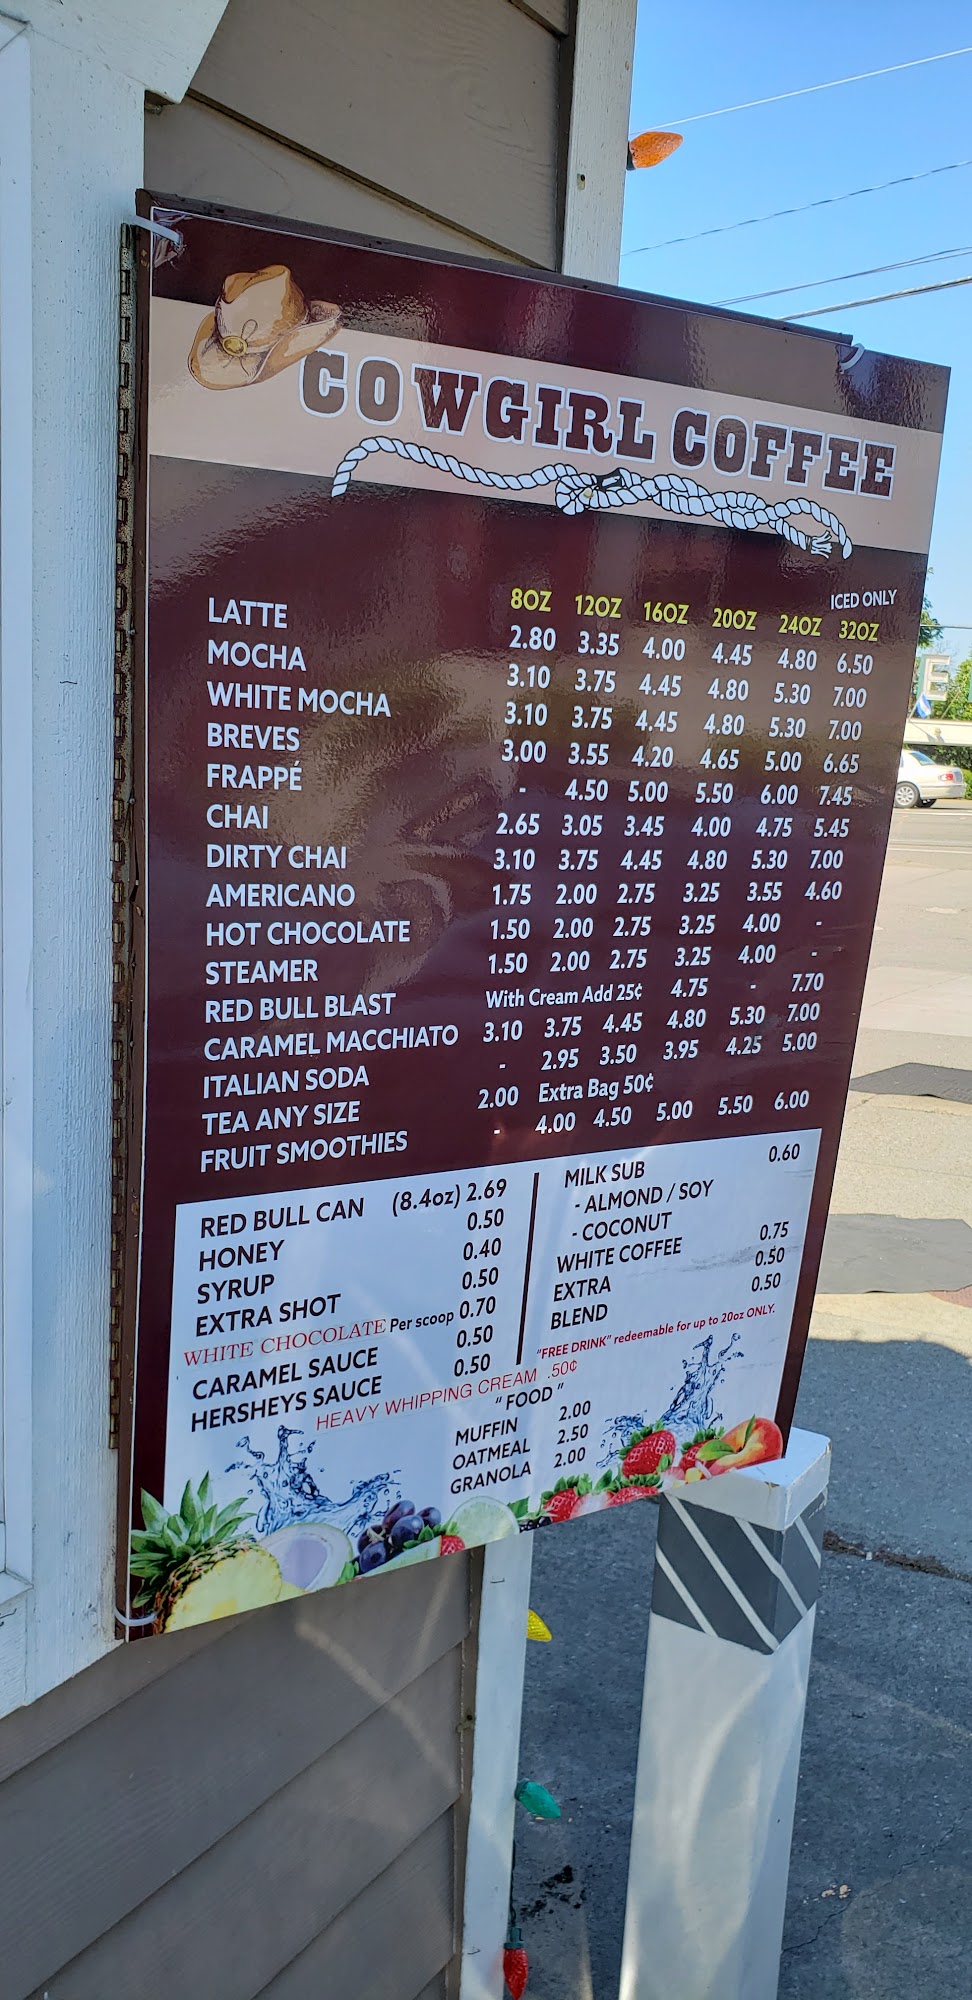 COWGIRL COFFEE
ICED ONLY
8OZ 12OZ 16OZ 20OZ 24OZ 32OZ
LATTE 2.80 3.35 4.00 4.45 4.80 6.50
MOCHA 3.10 3.75 4.45 4.80 5.30 7.00
WHITE MOCHA 3.10 3.75 4.45 4.80 5.30 7.00
BREVES 3.00 3.55 4.20 4.65 5.00 6.65
FRAPPÉ - 4.50 5.00 5.50 6.00 7.45
CHAI 2.65 3.05 3.45 4.00 4.75 5.45
DIRTY CHAI 3.10 3.75 4.45 4.80 5.30 7.00
AMERICANO 1.75 2.00 2.75 3.25 3.55 4.60
HOT CHOCOLATE 1.50 2.00 2.75 3.25 4.00 -
STEAMER 1.50 2.00 2.75 3.25 4.00 -
RED BULL BLAST With Cream Add 25¢ 4.75 - 7.70
CARAMEL MACCHIATO 3.10 3.75 4.45 4.80 5.30 7.00
ITALIAN SODA - 2.95 3.50 3.95 4.25 5.00
TEA ANY SIZE 2.00 Extra Bag 50¢
FRUIT SMOOTHIES - 4.00 4.50 5.00 5.50 6.00
RED BULL CAN (8.4oz) 2.69
HONEY 0.50
SYRUP 0.40
EXTRA SHOT 0.50
WHITE CHOCOLATE Per scoop 0.70
CARAMEL SAUCE 0.50
HERSHEYS SAUCE 0.50
MILK SUB 0.60
- ALMOND / SOY
- COCONUT
WHITE COFFEE 0.75
EXTRA 0.50
BLEND 0.50
"FREE DRINK" redeemable for up to 20oz ONLY.
HEAVY WHIPPING CREAM .50¢
"FOOD"
MUFFIN 2.00
OATMEAL 2.50
GRANOLA 2.00
E